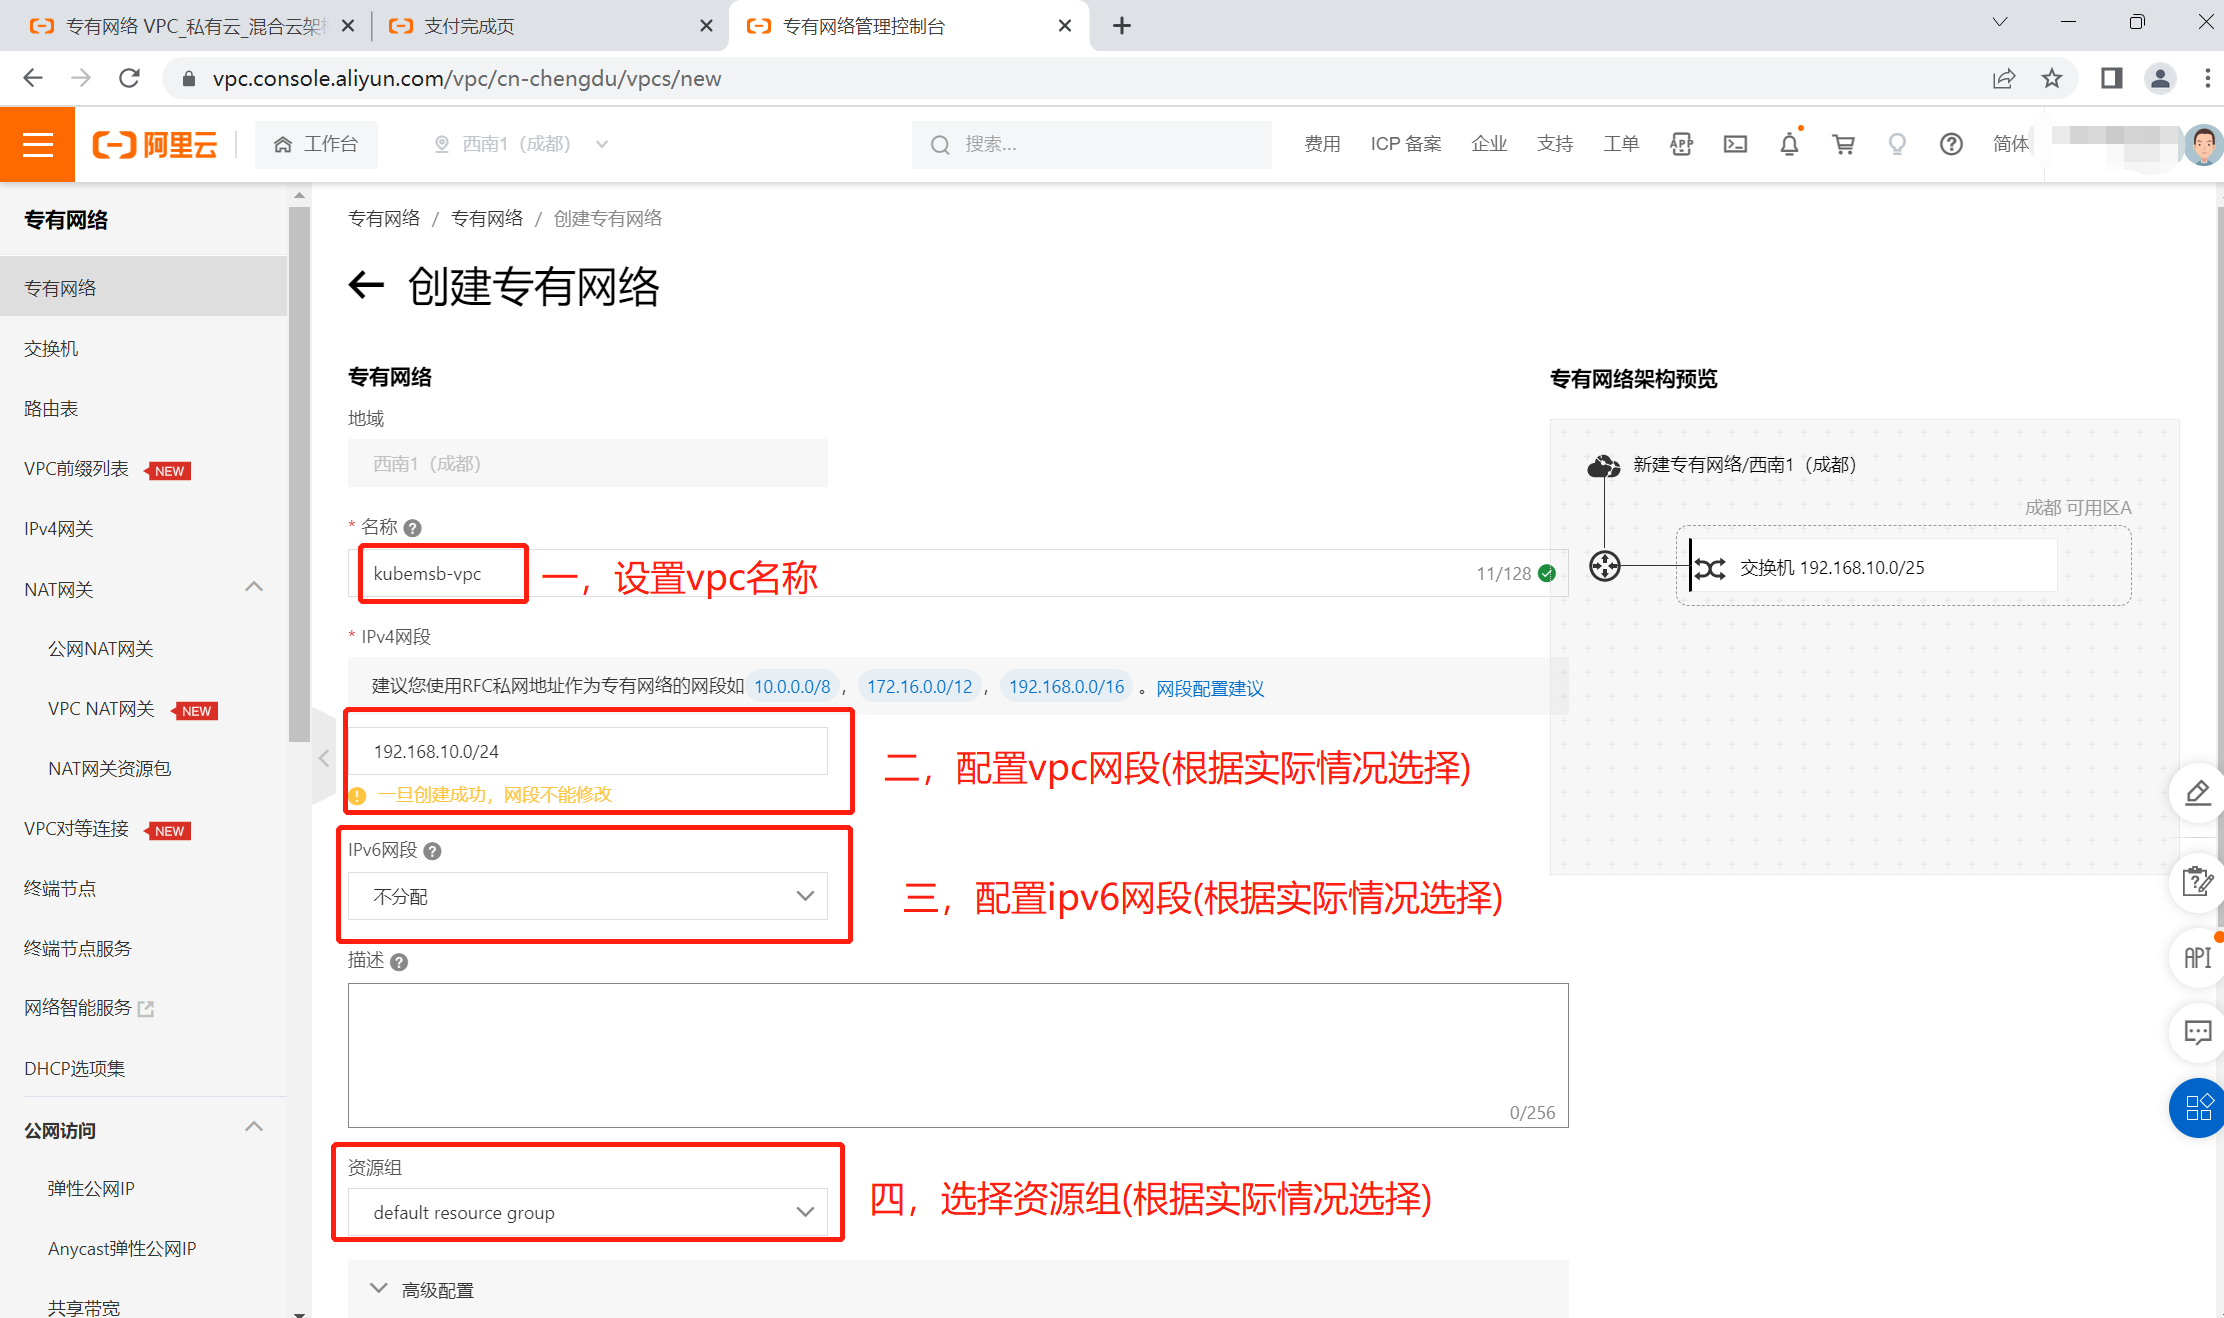 专有网络 VPC_私有云_混合云架
支付完成页
专有网络管理控制台
vpc.console.aliyun.com/vpc/cn-chengdu/vpcs/new
阿里云
工作台
西南1（成都）
搜索...
费用
ICP 备案
企业
支持
工单
APP
简体
专有网络
专有网络
交换机
路由表
VPC前缀列表 NEW
IPv4网关
NAT网关
公网NAT网关
VPC NAT网关 NEW
NAT网关资源包
VPC对等连接 NEW
终端节点
终端节点服务
网络智能服务
DHCP选项集
公网访问
弹性公网IP
Anycast弹性公网IP
共享带宽
专有网络 / 专有网络 / 创建专有网络
创建专有网络
专有网络
地域
西南1（成都）
* 名称
kubemsb-vpc
11/128
一，设置vpc名称
* IPv4网段
建议您使用RFC私网地址作为专有网络的网段如 10.0.0.0/8 ， 172.16.0.0/12 ， 192.168.0.0/16 。网段配置建议
192.168.10.0/24
一旦创建成功，网段不能修改
二，配置vpc网段(根据实际情况选择)
IPv6网段
不分配
三，配置ipv6网段(根据实际情况选择)
描述
0/256
资源组
default resource group
四，选择资源组(根据实际情况选择)
高级配置
专有网络架构预览
新建专有网络/西南1（成都）
成都 可用区A
交换机 192.168.10.0/25
API